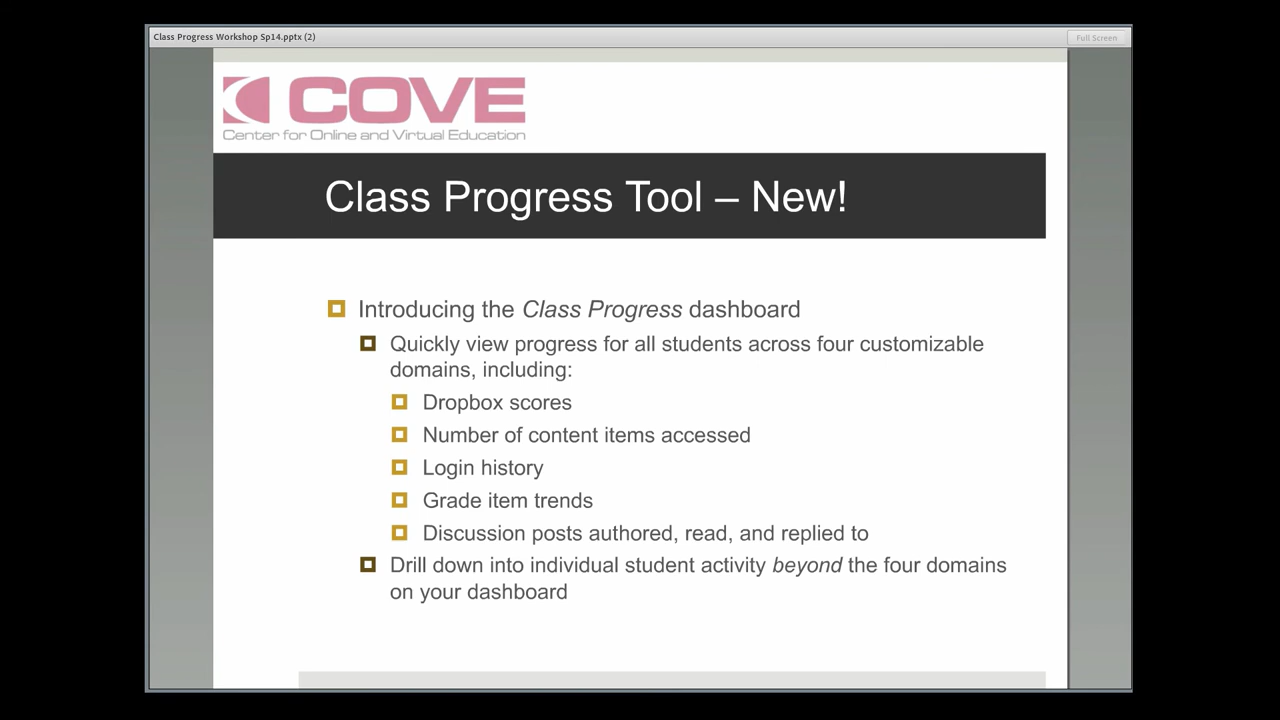 Class Progress Workshop Sp14.pptx (2)
Full Screen
COVE
Center for Online and Virtual Education
Class Progress Tool – New!
Introducing the Class Progress dashboard
Quickly view progress for all students across four customizable
domains, including:
Dropbox scores
Number of content items accessed
Login history
Grade item trends
Discussion posts authored, read, and replied to
Drill down into individual student activity beyond the four domains
on your dashboard